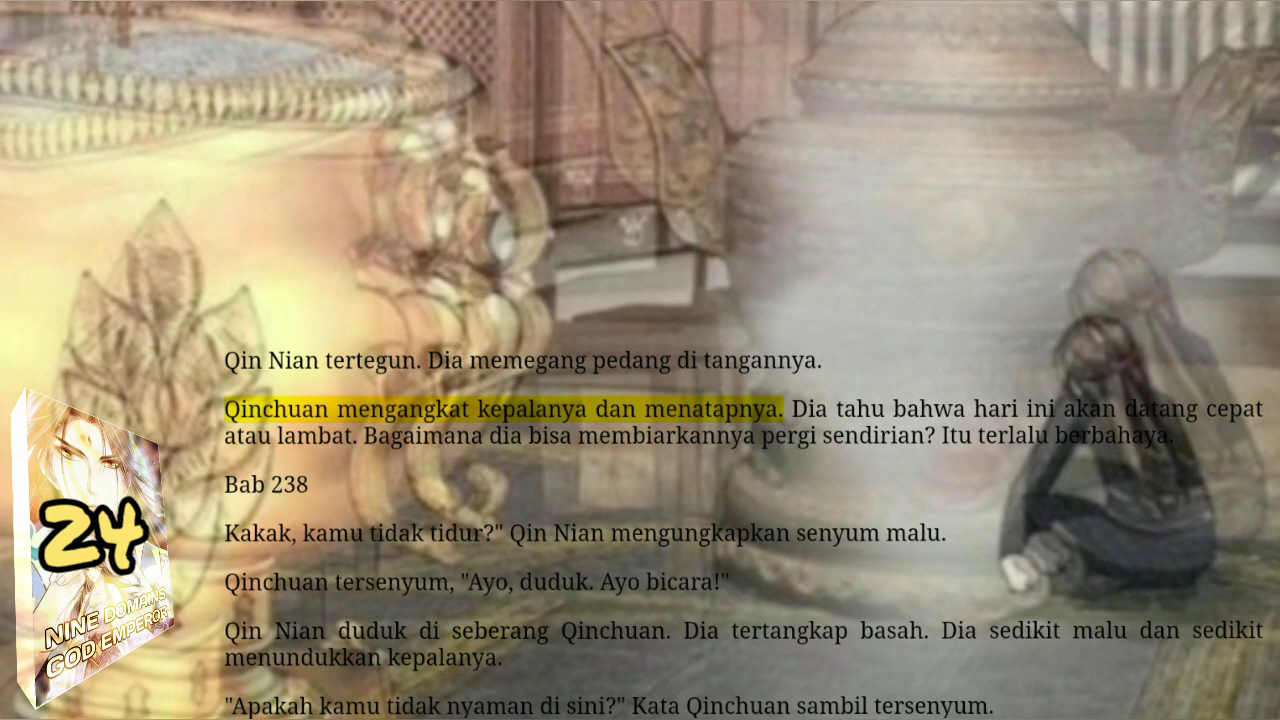 Qin Nian tertegun. Dia memegang pedang di tangannya.
Qinchuan mengangkat kepalanya dan menatapnya. Dia tahu bahwa hari ini akan datang cepat
atau lambat. Bagaimana dia bisa membiarkannya pergi sendirian? Itu terlalu berbahaya.
Bab 238
Kakak, kamu tidak tidur?" Qin Nian mengungkapkan senyum malu.
Qinchuan tersenyum, "Ayo, duduk. Ayo bicara!"
Qin Nian duduk di seberang Qinchuan. Dia tertangkap basah. Dia sedikit malu dan sedikit
menundukkan kepalanya.
"Apakah kamu tidak nyaman di sini?" Kata Qinchuan sambil tersenyum.
24
NINE DOMAINS
GOD EMPEROR